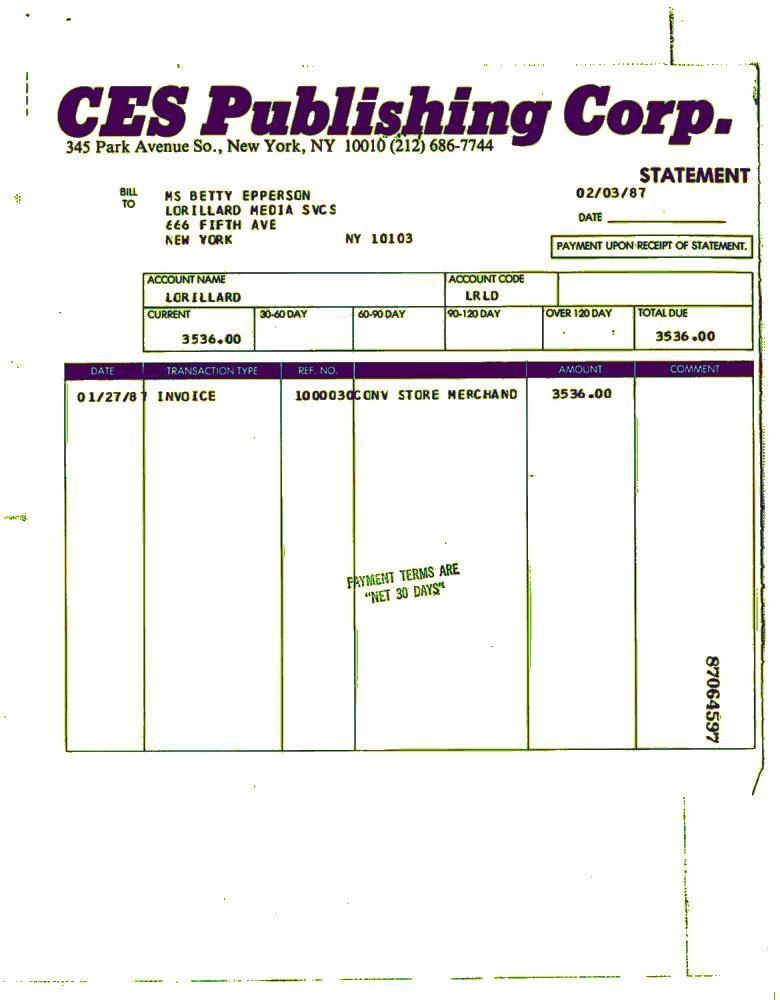 CES Publishing Corp.
345 Park Avenue So., New York, NY 10010 (212) 686-7744
STATEMENT
02/03/87
DATE
BILL TO
MS BETTY EPPERSON
LORILLARD MEDIA SVCS
666 FIFTH AVE
NEW YORK NY 10103
PAYMENT UPON RECEIPT OF STATEMENT.
ACCOUNT NAME ACCOUNT CODE
LORILLARD LRLD
CURRENT 30-60 DAY 60-90 DAY 90-120 DAY OVER 120 DAY TOTAL DUE
3536.00 3536.00
DATE TRANSACTION TYPE REF. NO. AMOUNT COMMENT
01/27/87 INVOICE 1000030CONV STORE MERCHAND 3536.00
PAYMENT TERMS ARE
"NET 30 DAYS"
87064597